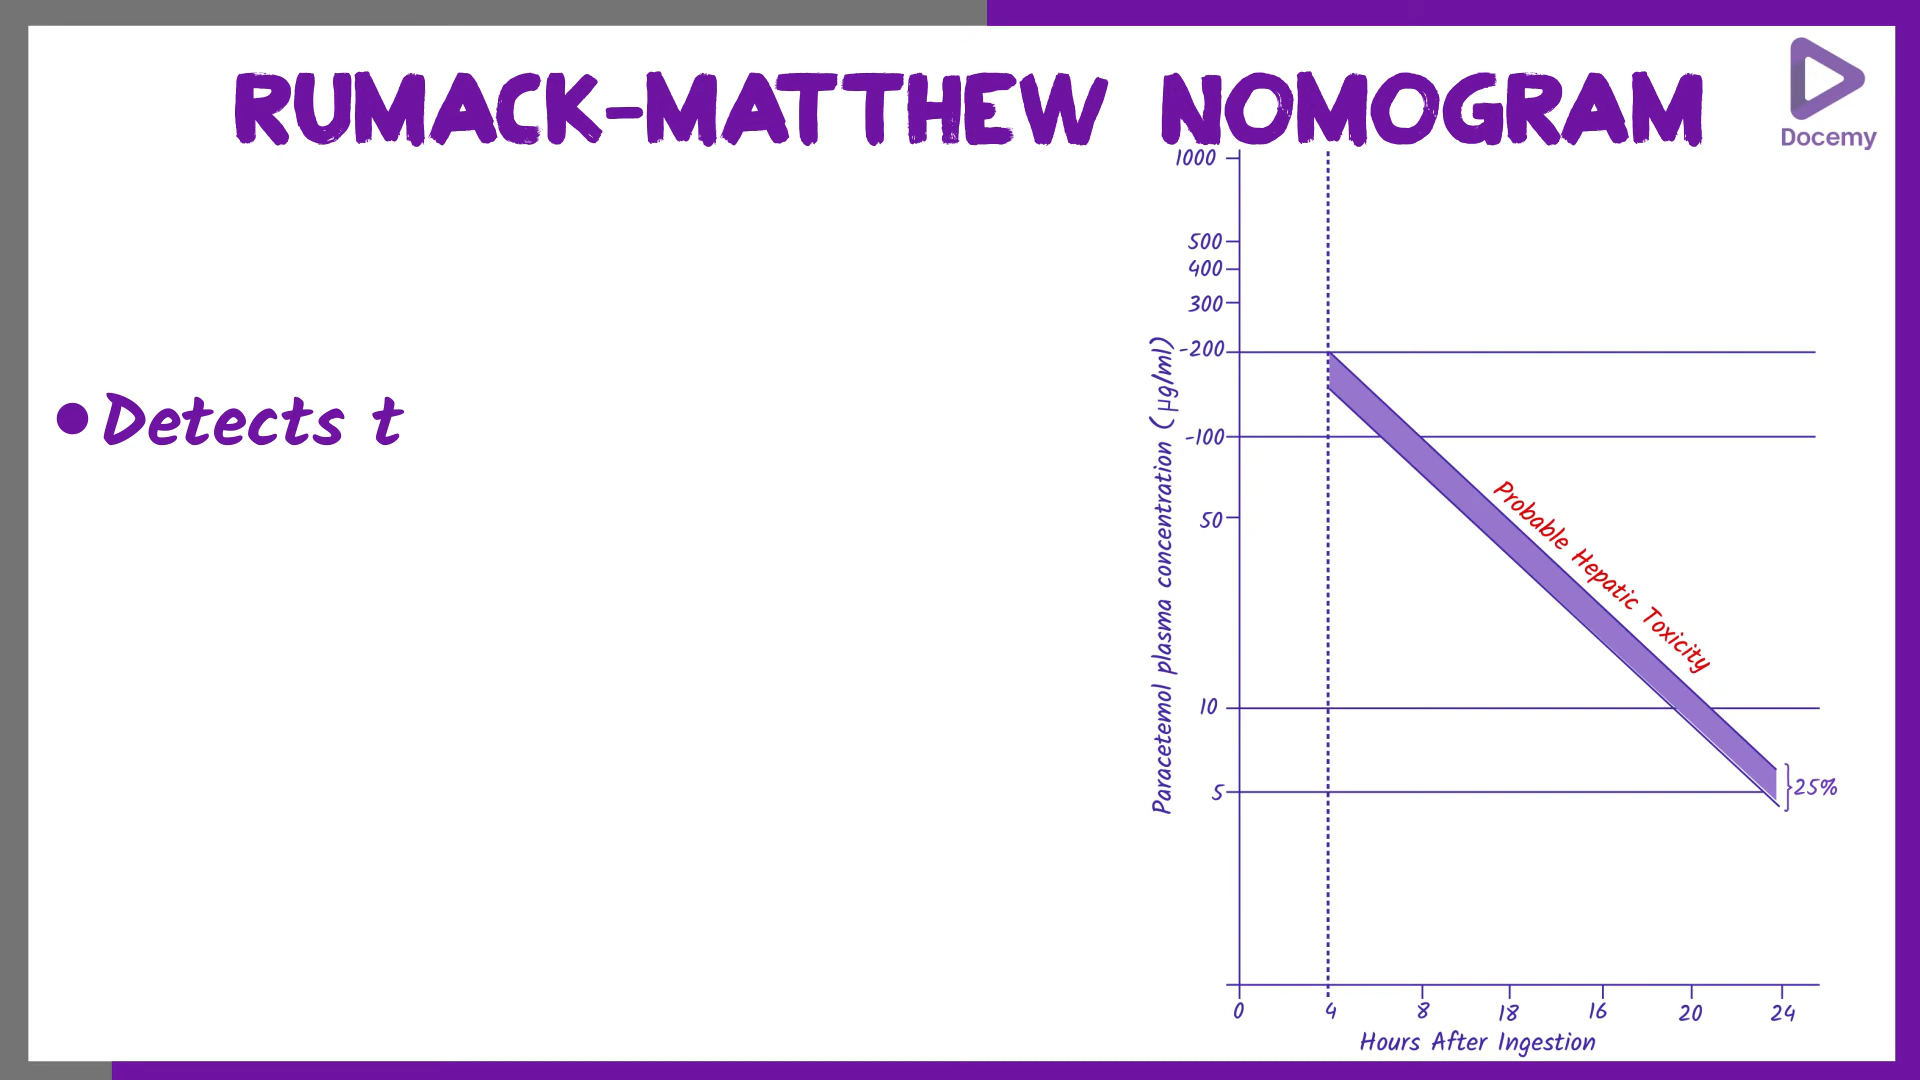 RUMACK-MATTHEW NOMOGRAM
Docemy
• Detects t
Paracetemol plasma concentration (μg/ml)
1000
500
400
300
-200
-100
50
10
5
Probable Hepatic Toxicity
25%
0 4 8 18 16 20 24
Hours After Ingestion